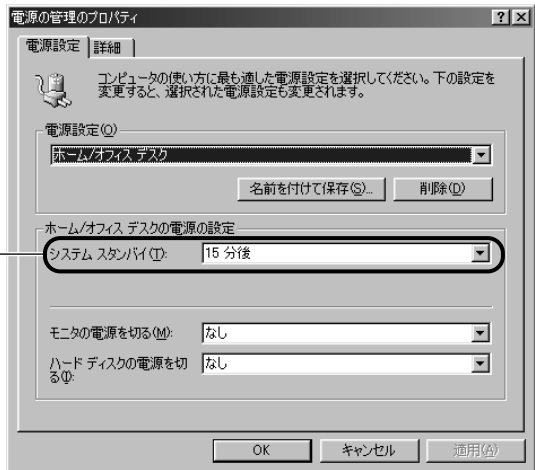 電源の管理のプロパティ
電源設定
詳細
コンピュータの使い方に最も適した電源設定を選択してください。下の設定を
変更すると、選択された電源設定も変更されます。
電源設定(O)
ホーム/オフィス デスク
名前を付けて保存(S)...
削除(D)
ホーム/オフィス デスクの電源の設定
システム スタンバイ(T):
15 分後
モニタの電源を切る(M):
なし
ハード ディスクの電源を切
る(I):
なし
OK
キャンセル
適用(A)